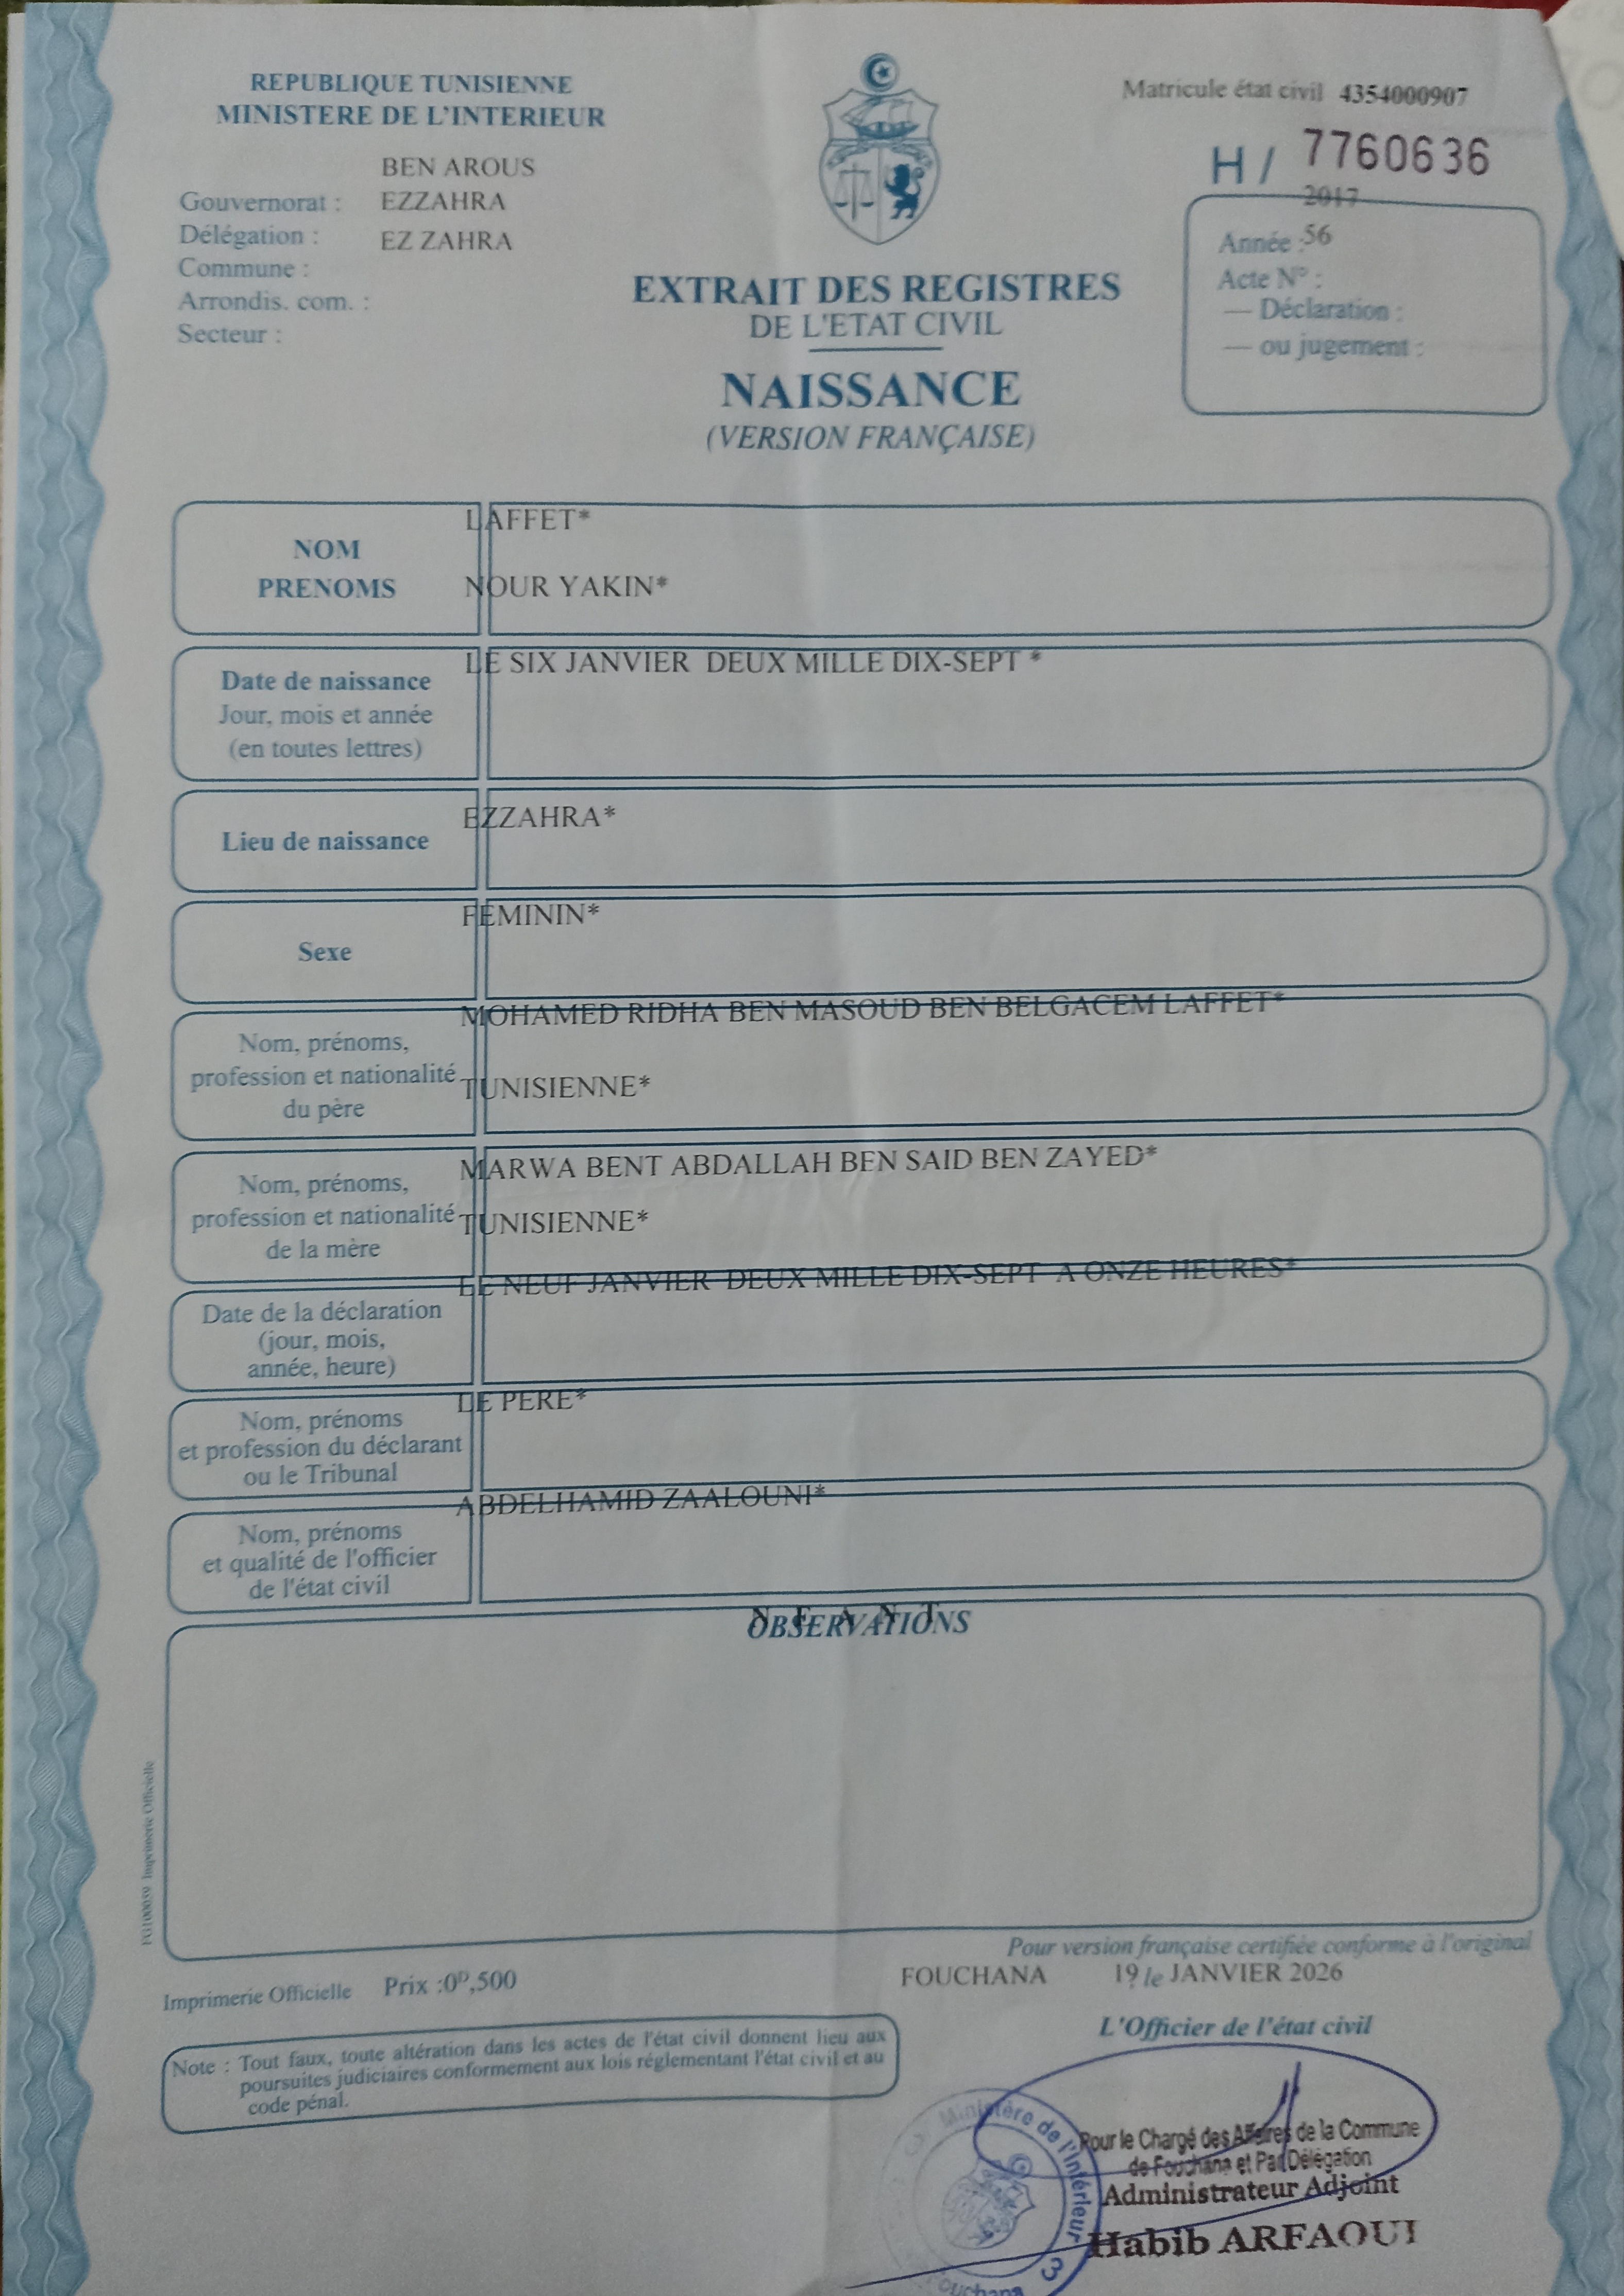 REPUBLIQUE TUNISIENNE
MINISTERE DE L'INTERIEUR
BEN AROUS
Gouvernorat : EZZAHRA
Délégation : EZ ZAHRA
Commune :
Arrondis. com. :
Secteur :
Matricule état civil 4354000907
H / 7760636
2017
Année : 56
Acte N° :
— Déclaration :
— ou jugement :
EXTRAIT DES REGISTRES
DE L'ETAT CIVIL
NAISSANCE
(VERSION FRANÇAISE)
NOM
PRENOMS
LAFFET*
NOUR YAKIN*
Date de naissance
Jour, mois et année
(en toutes lettres)
LE SIX JANVIER DEUX MILLE DIX-SEPT *
Lieu de naissance
EZZAHRA*
Sexe
FEMININ*
Nom, prénoms,
profession et nationalité
du père
MOHAMED RIDHA BEN MASOUD BEN BELGACEM LAFFET*
TUNISIENNE*
Nom, prénoms,
profession et nationalité
de la mère
MARWA BENT ABDALLAH BEN SAID BEN ZAYED*
TUNISIENNE*
Date de la déclaration
(jour, mois,
année, heure)
LE NEUF JANVIER DEUX MILLE DIX-SEPT A ONZE HEURES*
Nom, prénoms
et profession du déclarant
ou le Tribunal
LE PERE*
Nom, prénoms
et qualité de l'officier
de l'état civil
ABDELHAMID ZAALOUNI*
N E A N T
OBSERVATIONS
FG100039 Imprimerie Officielle
Pour version française certifiée conforme à l'original
Imprimerie Officielle Prix :0ᴰ,500
FOUCHANA 19 le JANVIER 2026
L'Officier de l'état civil
Note : Tout faux, toute altération dans les actes de l'état civil donnent lieu aux
poursuites judiciaires conformement aux lois réglementant l'état civil et au
code pénal.
Ministère de l'Intérieur
3
Fouchana
Pour le Chargé des Affaires de la Commune
de Fouchana et Par Délégation
Administrateur Adjoint
Habib ARFAOUI